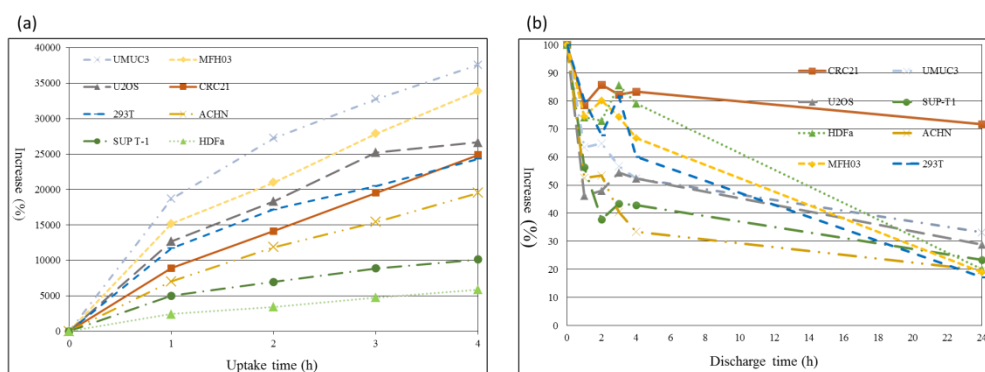 (a)
(b)
40000
35000
30000
25000
20000
15000
10000
5000
0
Increase
(%)
UMUC3
MFH03
U2OS
CRC21
293T
ACHN
SUP T-1
HDFa
0 1 2 3 4
Uptake time (h)
100
90
80
70
60
50
40
30
20
10
0
Increase (%)
CRC21
UMUC3
U2OS
SUP-T1
HDFa
ACHN
MFH03
293T
0 2 4 6 8 10 12 14 16 18 20 22 24
Discharge time (h)